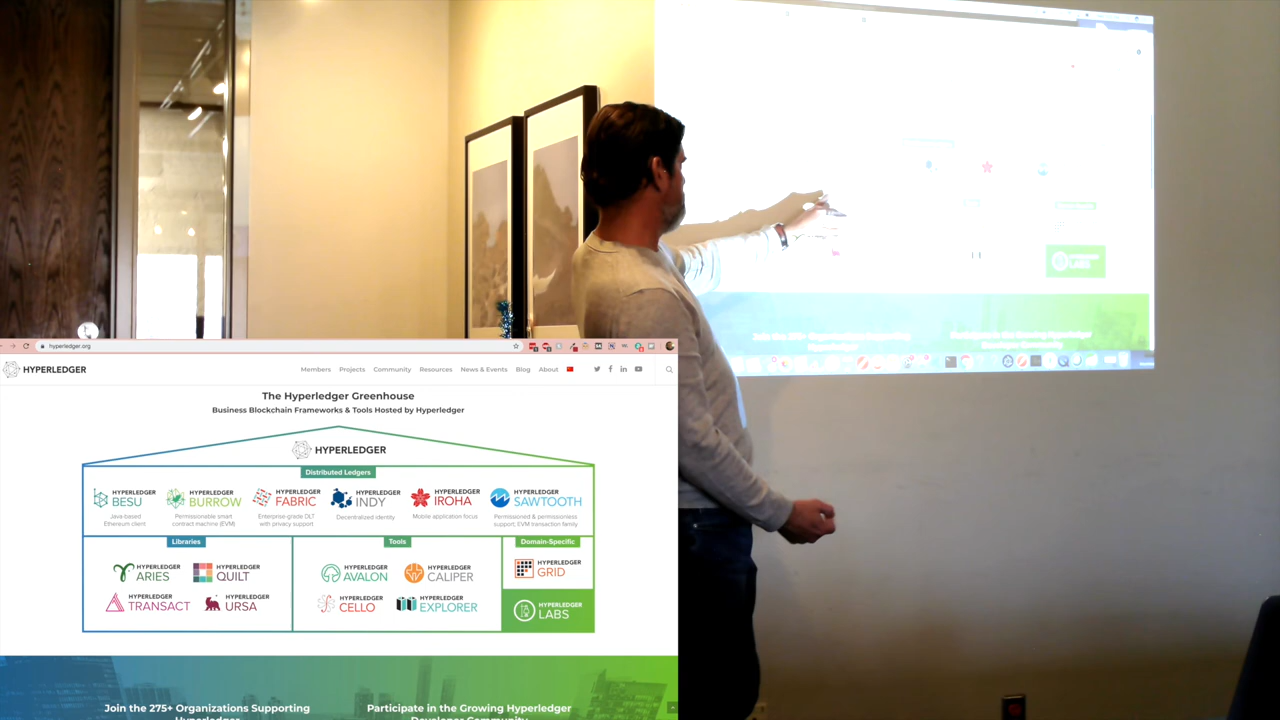 hyperledger.org
HYPERLEDGER
Members Projects Community Resources News & Events Blog About
The Hyperledger Greenhouse
Business Blockchain Frameworks & Tools Hosted by Hyperledger
HYPERLEDGER
Distributed Ledgers
HYPERLEDGER BESU
Java-based
Ethereum client
HYPERLEDGER BURROW
Permissionable smart
contract machine (EVM)
HYPERLEDGER FABRIC
Enterprise-grade DLT
with privacy support
HYPERLEDGER INDY
Decentralized identity
HYPERLEDGER IROHA
Mobile application focus
HYPERLEDGER SAWTOOTH
Permissioned & permissionless
support; EVM transaction family
Libraries
HYPERLEDGER ARIES
HYPERLEDGER QUILT
HYPERLEDGER TRANSACT
HYPERLEDGER URSA
Tools
HYPERLEDGER AVALON
HYPERLEDGER CALIPER
HYPERLEDGER CELLO
HYPERLEDGER EXPLORER
Domain-Specific
HYPERLEDGER GRID
HYPERLEDGER LABS
Join the 275+ Organizations Supporting
Hyperledger
Participate in the Growing Hyperledger
Developer Community
LABS